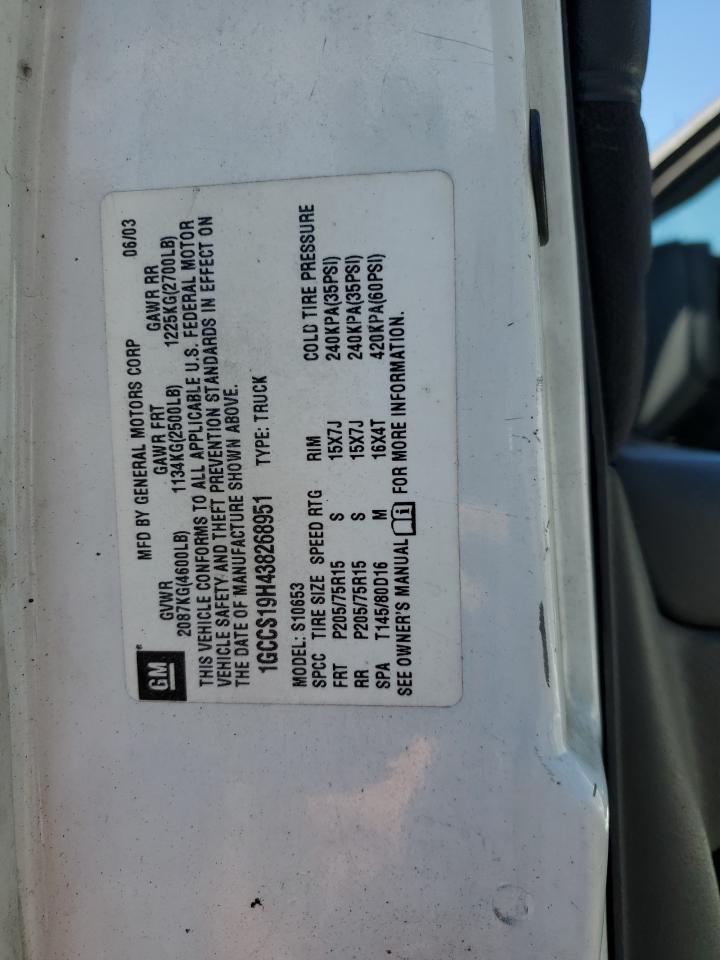 MFD BY GENERAL MOTORS CORP 06/03
GM
GVWR GAWR FRT GAWR RR
2087KG(4600LB) 1134KG(2500LB) 1225KG(2700LB)
THIS VEHICLE CONFORMS TO ALL APPLICABLE U.S. FEDERAL MOTOR
VEHICLE SAFETY AND THEFT PREVENTION STANDARDS IN EFFECT ON
THE DATE OF MANUFACTURE SHOWN ABOVE.
1GCCS19H438268951 TYPE: TRUCK
MODEL: S10653
SPCC TIRE SIZE SPEED RTG RIM COLD TIRE PRESSURE
FRT P205/75R15 S 15X7J 240KPA(35PSI)
RR P205/75R15 S 15X7J 240KPA(35PSI)
SPA T145/80D16 M 16X4T 420KPA(60PSI)
SEE OWNER'S MANUAL FOR MORE INFORMATION.